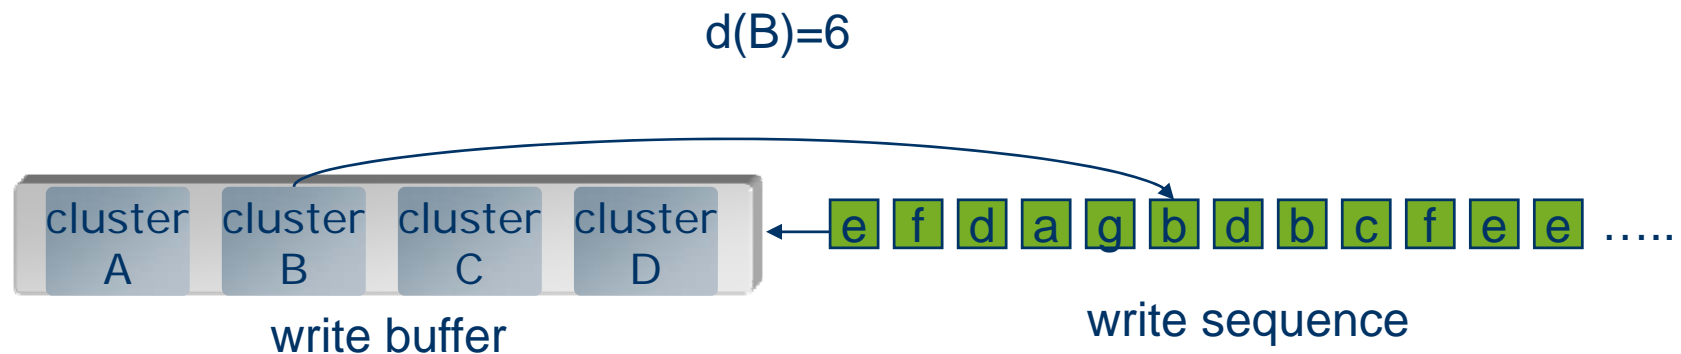 d(B)=6
cluster A
cluster B
cluster C
cluster D
e f d a g b d b c f e e .....
write buffer
write sequence